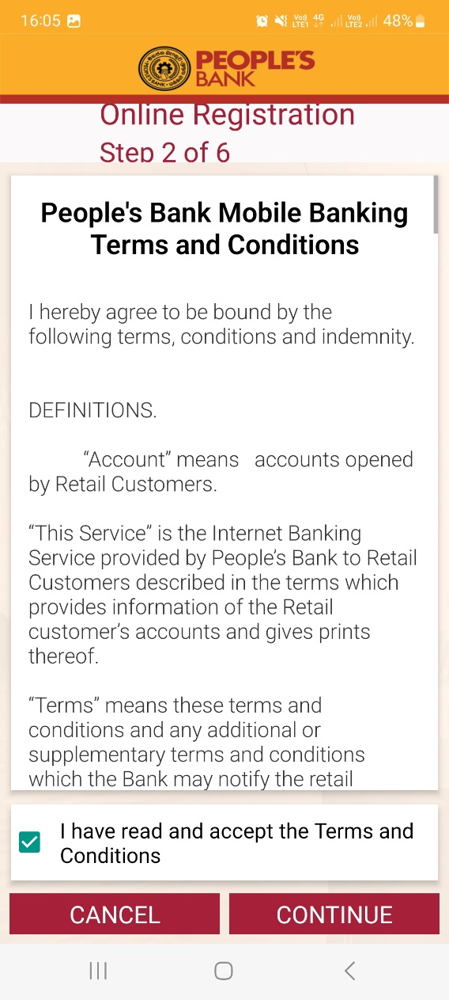 16:05 Vo)) LTE1 4G Vo)) LTE2 48%
PEOPLE'S
BANK
Online Registration
Step 2 of 6
People's Bank Mobile Banking
Terms and Conditions
I hereby agree to be bound by the
following terms, conditions and indemnity.
DEFINITIONS.
“Account” means accounts opened
by Retail Customers.
“This Service” is the Internet Banking
Service provided by People’s Bank to Retail
Customers described in the terms which
provides information of the Retail
customer’s accounts and gives prints
thereof.
“Terms” means these terms and
conditions and any additional or
supplementary terms and conditions
which the Bank may notify the retail
I have read and accept the Terms and
Conditions
CANCEL CONTINUE